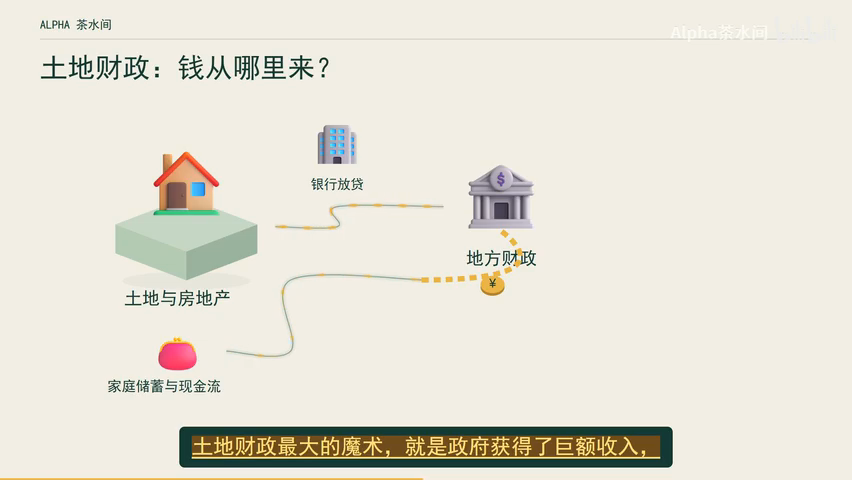 ALPHA 茶水间
Alpha茶水间
土地财政：钱从哪里来？
银行放贷
地方财政
土地与房地产
¥
家庭储蓄与现金流
土地财政最大的魔术，就是政府获得了巨额收入，